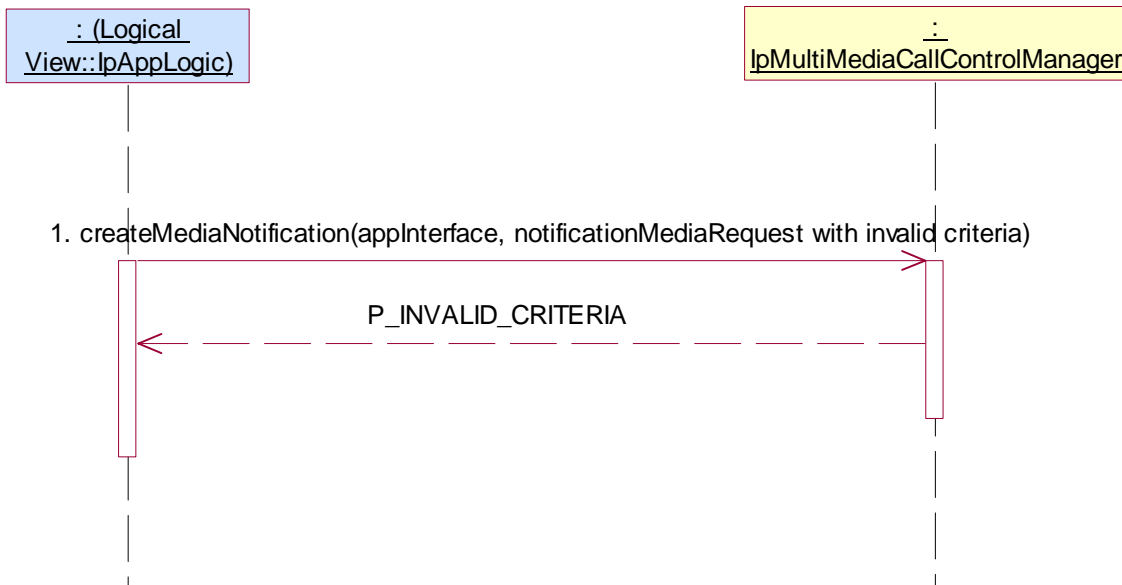 : (Logical
View::IpAppLogic)
:
IpMultiMediaCallControlManager
1. createMediaNotification(appInterface, notificationMediaRequest with invalid criteria)
P_INVALID_CRITERIA